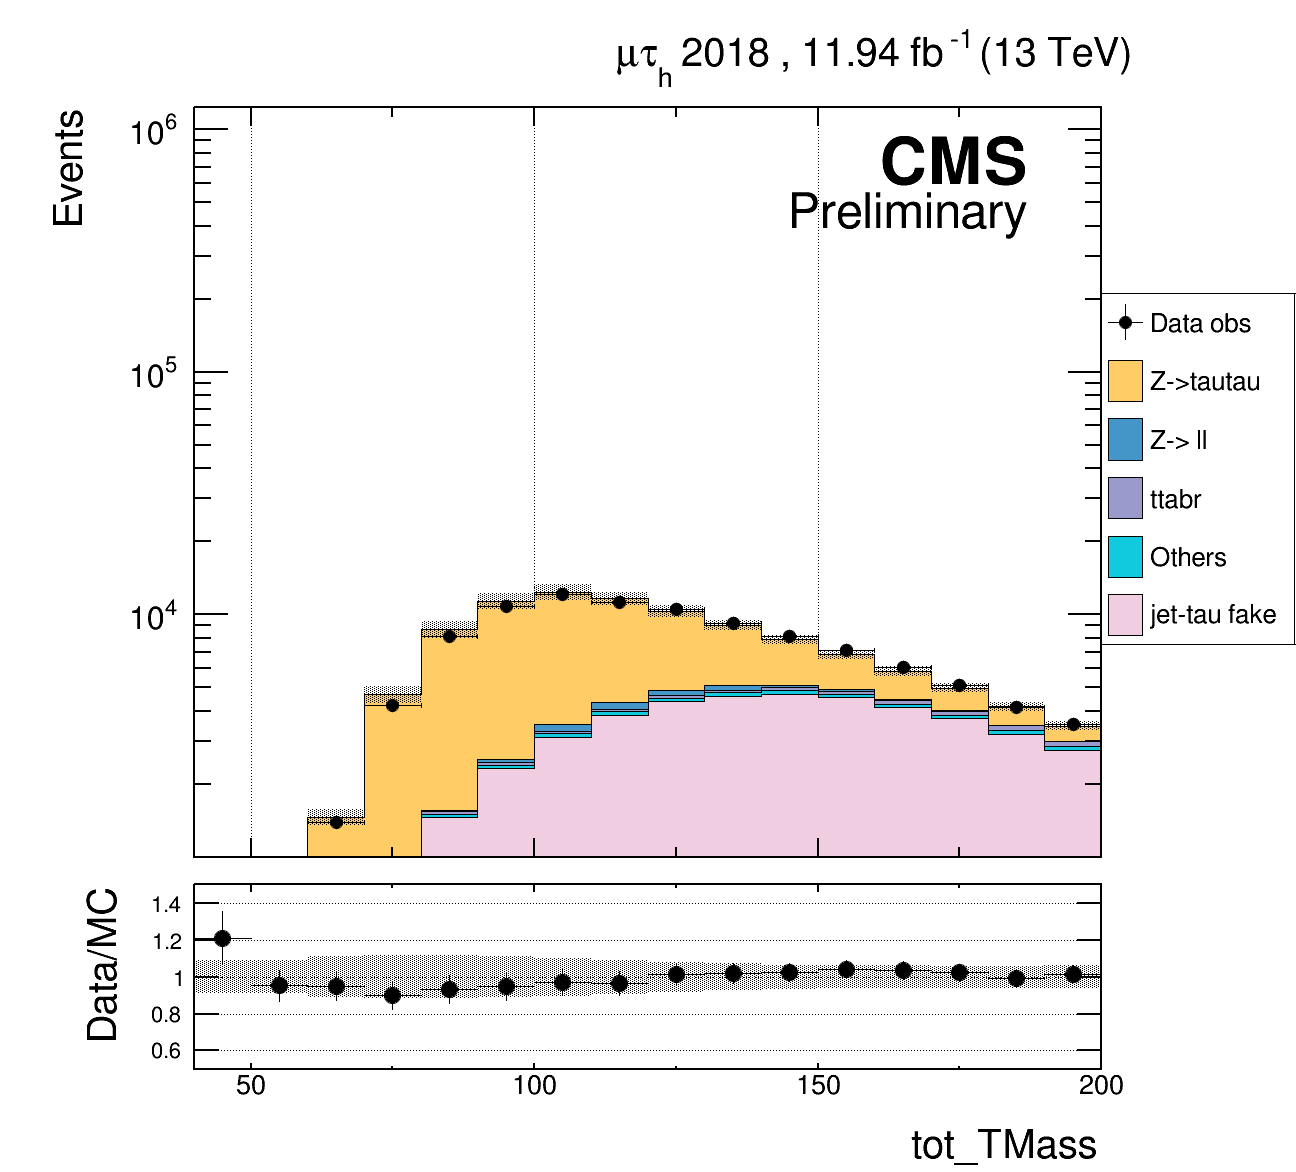 μτh 2018 , 11.94 fb-1 (13 TeV)
Events
10^6
10^5
10^4
CMS
Preliminary
Data obs
Z->tautau
Z-> ll
ttabr
Others
jet-tau fake
Data/MC
1.4
1.2
1
0.8
0.6
50 100 150 200
tot_TMass